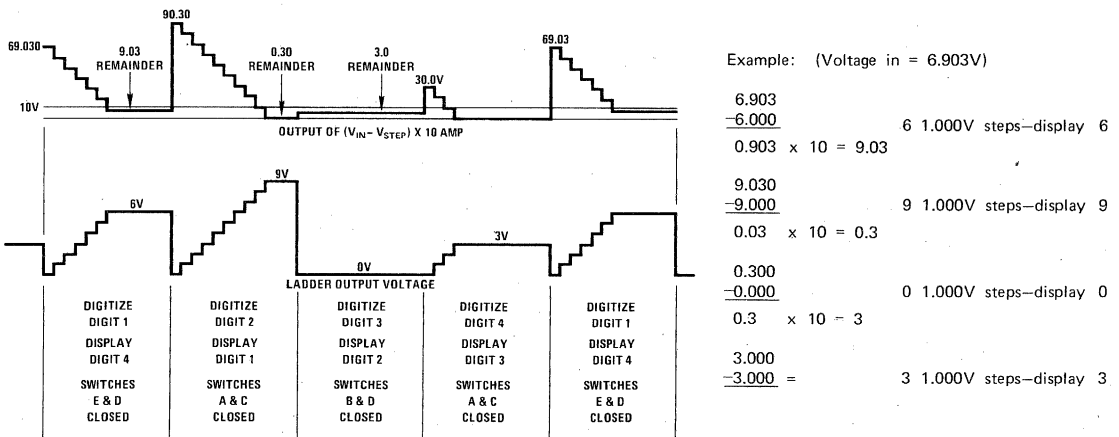 90.30
69.030
9.03
REMAINDER
0.30
REMAINDER
3.0
REMAINDER
30.0V
69.03
10V
OUTPUT OF (VIN – VSTEP) X 10 AMP
6V
9V
0V
3V
LADDER OUTPUT VOLTAGE
DIGITIZE
DIGIT 1
DISPLAY
DIGIT 4
SWITCHES
E & D
CLOSED
DIGITIZE
DIGIT 2
DISPLAY
DIGIT 1
SWITCHES
A & C
CLOSED
DIGITIZE
DIGIT 3
DISPLAY
DIGIT 2
SWITCHES
B & D
CLOSED
DIGITIZE
DIGIT 4
DISPLAY
DIGIT 3
SWITCHES
A & C
CLOSED
DIGITIZE
DIGIT 1
DISPLAY
DIGIT 4
SWITCHES
E & D
CLOSED
Example: (Voltage in = 6.903V)
6.903
–6.000 6 1.000V steps–display 6
0.903 x 10 = 9.03
9.030
–9.000 9 1.000V steps–display 9
0.03 x 10 = 0.3
0.300
–0.000 0 1.000V steps–display 0
0.3 x 10 = 3
3.000
–3.000 = 3 1.000V steps–display 3